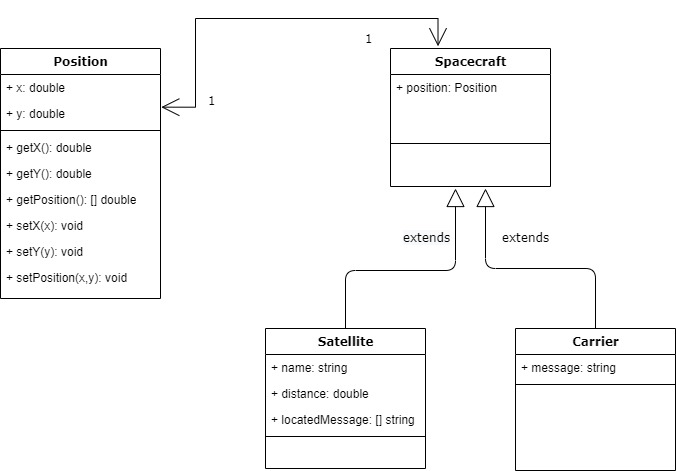 Position
+ x: double
+ y: double
+ getX(): double
+ getY(): double
+ getPosition(): [] double
+ setX(x): void
+ setY(y): void
+ setPosition(x,y): void
1
1
Spacecraft
+ position: Position
extends
extends
Satellite
+ name: string
+ distance: double
+ locatedMessage: [] string
Carrier
+ message: string